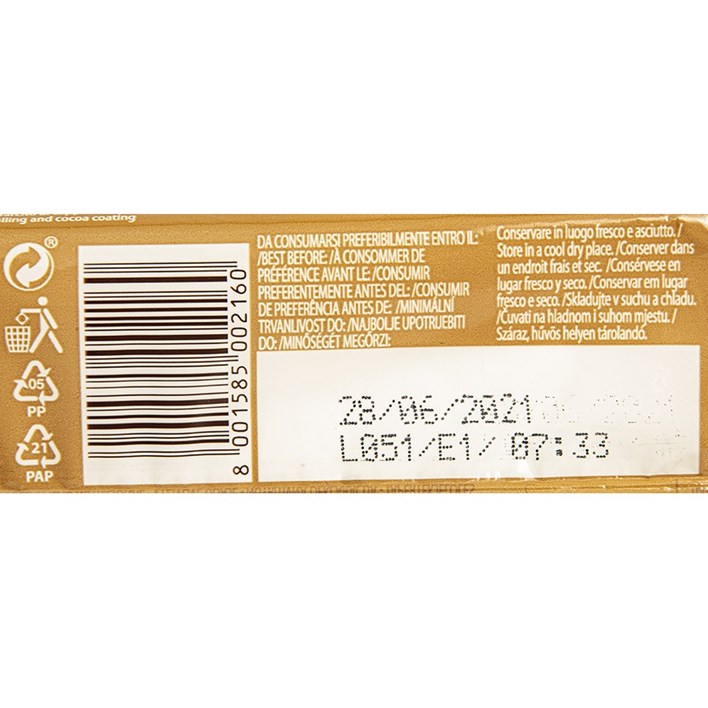 lling and cocoa coating
®
05
PP
21
PAP
8 001585 002160
DA CONSUMARSI PREFERIBILMENTE ENTRO IL:
/BEST BEFORE: /À CONSOMMER DE
PRÉFÉRENCE AVANT LE: /CONSUMIR
PREFERENTEMENTE ANTES DEL: /CONSUMIR
DE PREFERÊNCIA ANTES DE: /MINIMÁLNÍ
TRVANLIVOST DO: /NAJBOLJE UPOTRIJEBITI
DO: /MINŐSÉGÉT MEGŐRZI:
Conservare in luogo fresco e asciutto. /
Store in a cool dry place. /Conserver dans
un endroit frais et sec. /Consérvese en
lugar fresco y seco. /Conservar em lugar
fresco e seco. /Skladujte v suchu a chladu.
/Čuvati na hladnom i suhom mjestu. /
Száraz, hűvös helyen tárolandó.
28/06/2021
L051/E1/ 07:33